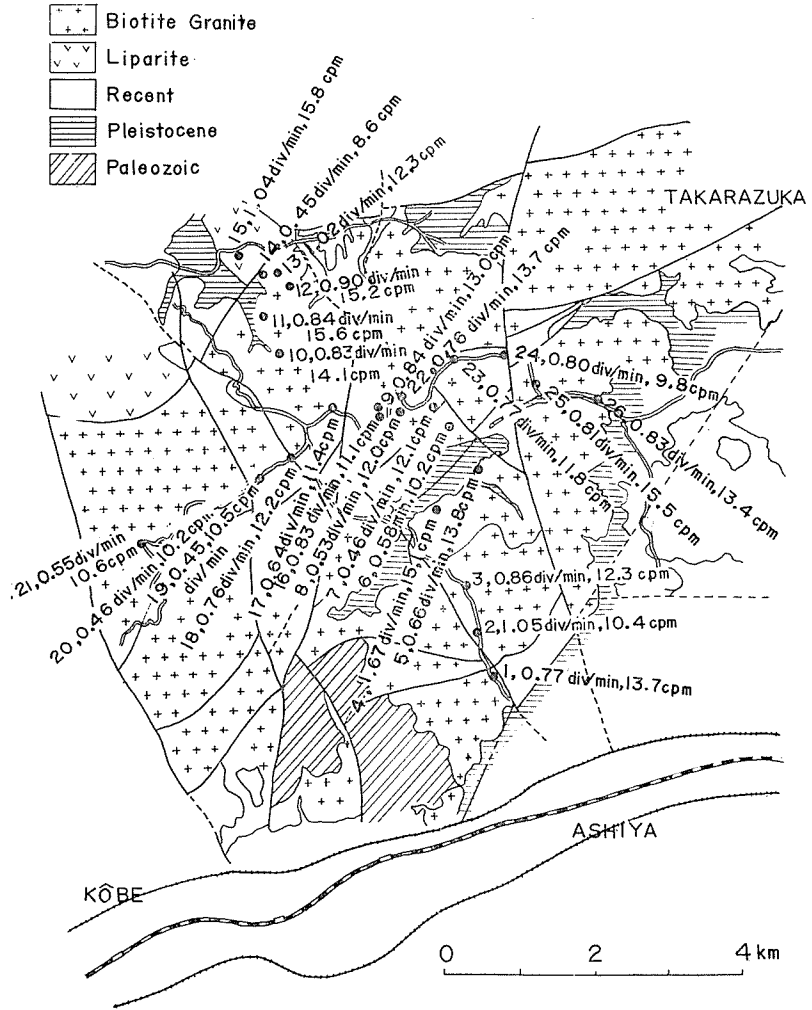 Biotite Granite
Liparite
Recent
Pleistocene
Paleozoic
15, 1.04 div/min, 15.8 cpm
14, 0.45 div/min, 8.6 cpm
13, 1.02 div/min, 12.3 cpm
TAKARAZUKA
12, 0.90 div/min
15.2 cpm
11, 0.84 div/min
15.6 cpm
10, 0.83 div/min
14.1 cpm
9, 0.84 div/min, 13.0 cpm
22, 0.76 div/min, 13.7 cpm
24, 0.80 div/min, 9.8 cpm
23, 0.77 div/min, 11.8 cpm
25, 0.81 div/min, 15.5 cpm
26, 0.83 div/min, 13.4 cpm
21, 0.55 div/min
10.6 cpm
20, 0.46 div/min, 10.2 cpm
19, 0.45, 10.5 cpm
div/min
18, 0.76 div/min, 12.2 cpm
17, 0.64 div/min, 11.4 cpm
16, 0.83 div/min, 11.1 cpm
8, 0.53 div/min, 12.0 cpm
7, 0.46 div/min, 12.1 cpm
6, 0.58 div/min, 10.2 cpm
4, 1.67 div/min, cpm
5, 0.66 div/min, 13.8 cpm
3, 0.86 div/min, 12.3 cpm
2, 1.05 div/min, 10.4 cpm
1, 0.77 div/min, 13.7 cpm
ASHIYA
KÔBE
0 2 4 km